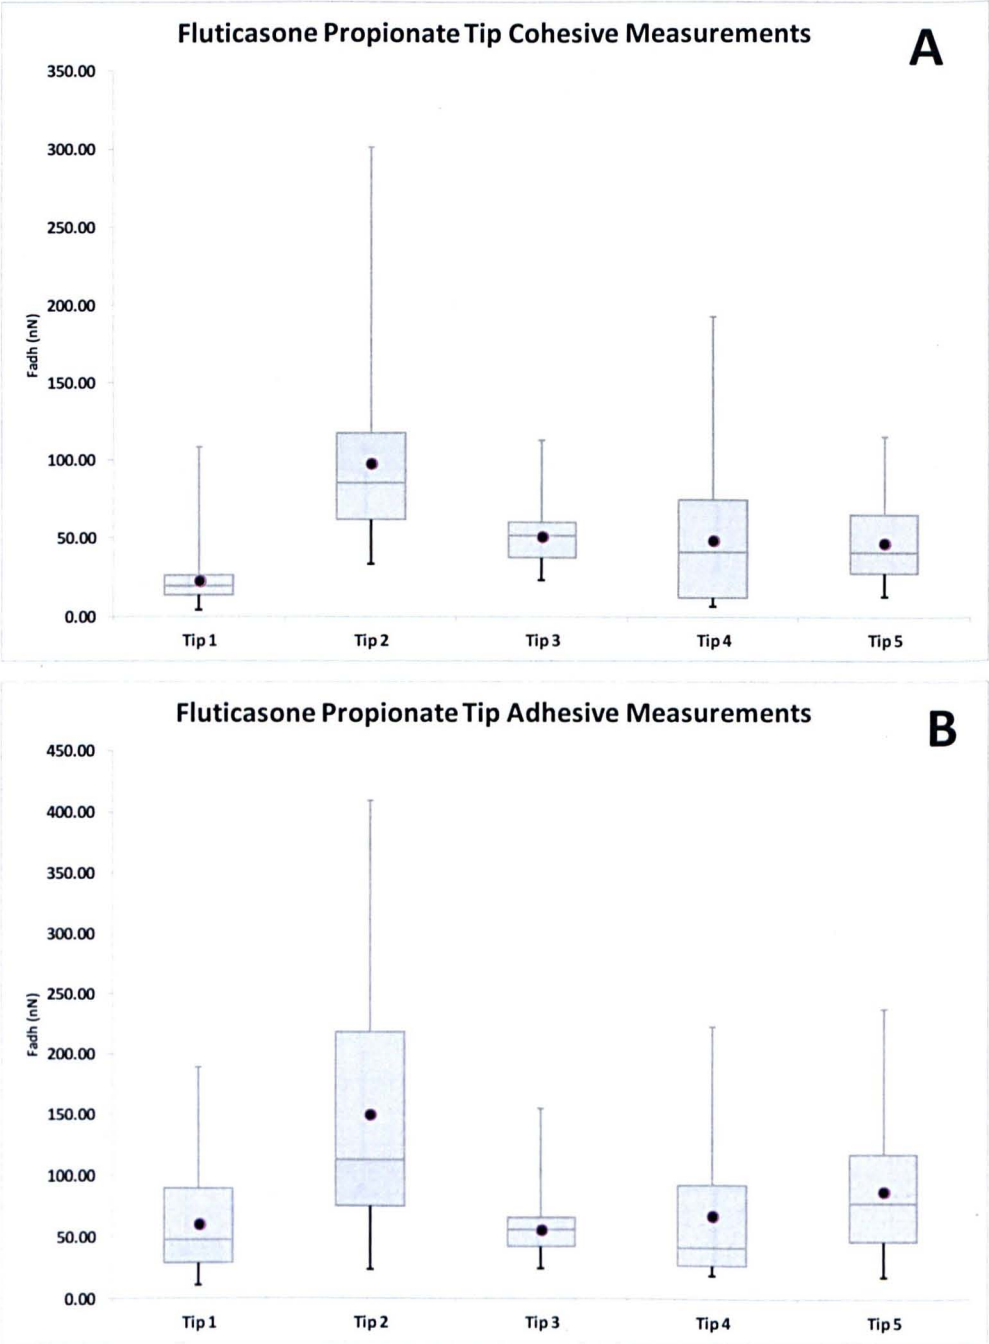 Fluticasone Propionate Tip Cohesive Measurements
A
350.00
300.00
250.00
200.00
150.00
100.00
50.00
0.00
Fadh (nN)
Tip 1 Tip 2 Tip 3 Tip 4 Tip 5
Fluticasone Propionate Tip Adhesive Measurements
B
450.00
400.00
350.00
300.00
250.00
200.00
150.00
100.00
50.00
0.00
Fadh (nN)
Tip 1 Tip 2 Tip 3 Tip 4 Tip 5